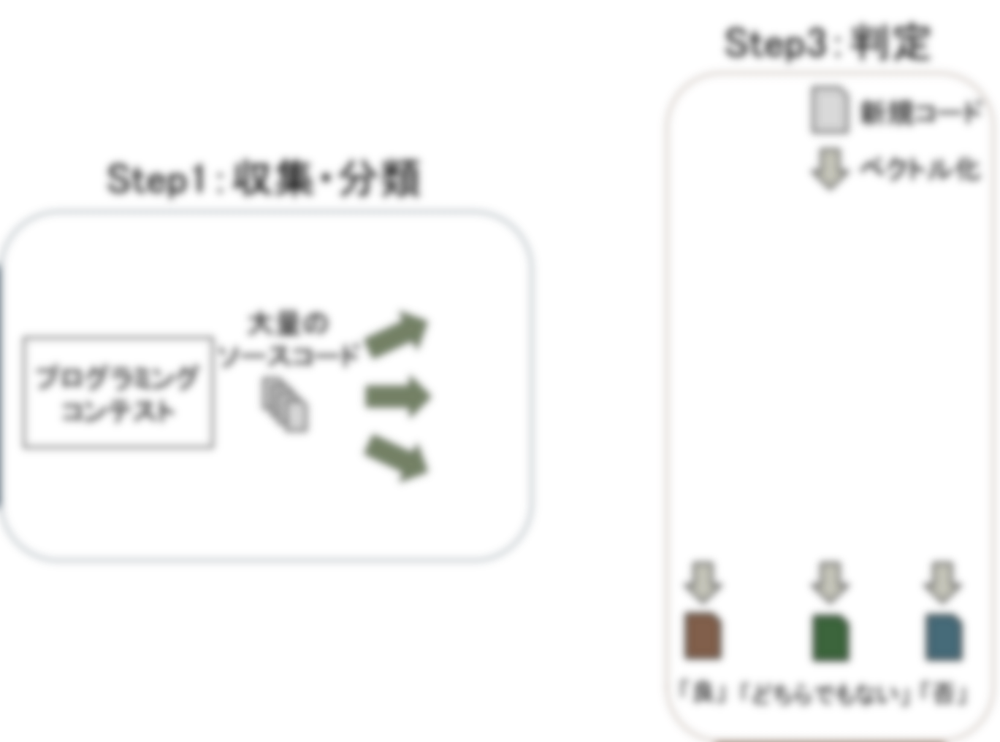 Step1:収集・分類
プログラミング
コンテスト
大量の
ソースコード
Step3:判定
新規コード
ベクトル化
「良」「どちらでもない」「否」